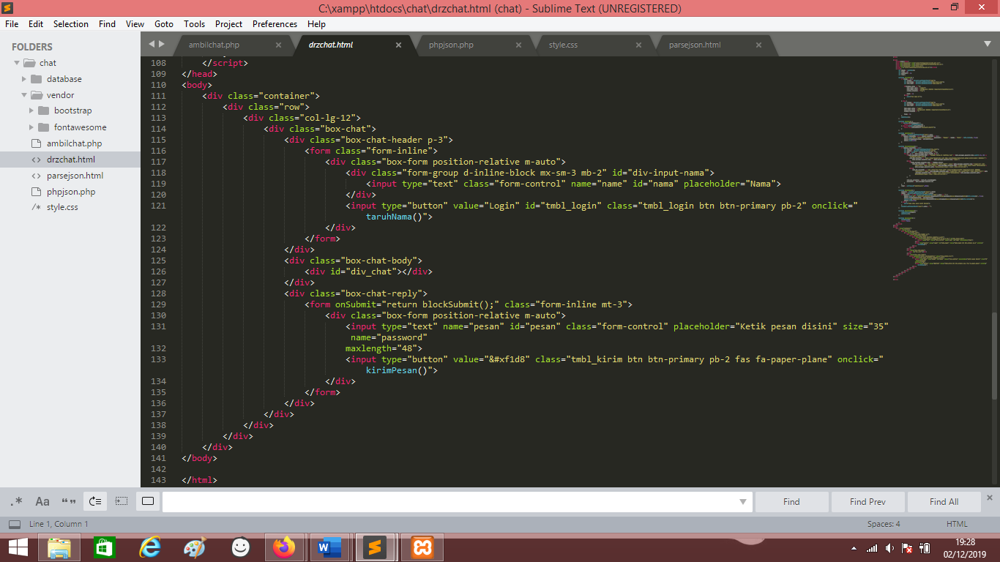 C:\xampp\htdocs\chat\drzchat.html (chat) - Sublime Text (UNREGISTERED)
File Edit Selection Find View Goto Tools Project Preferences Help
FOLDERS
chat
database
vendor
bootstrap
fontawesome
ambilchat.php
drzchat.html
parsejson.html
phpjson.php
style.css
ambilchat.php drzchat.html phpjson.php style.css parsejson.html
108 </script>
109 </head>
110 <body>
111 <div class="container">
112 <div class="row">
113 <div class="col-lg-12">
114 <div class="box-chat">
115 <div class="box-chat-header p-3">
116 <form class="form-inline">
117 <div class="box-form position-relative m-auto">
118 <div class="form-group d-inline-block mx-sm-3 mb-2" id="div-input-nama">
119 <input type="text" class="form-control" name="name" id="nama" placeholder="Nama">
120 </div>
121 <input type="button" value="Login" id="tmbl_login" class="tmbl_login btn btn-primary pb-2" onclick="
taruhNama()">
122 </div>
123 </form>
124 </div>
125 <div class="box-chat-body">
126 <div id="div_chat"></div>
127 </div>
128 <div class="box-chat-reply">
129 <form onSubmit="return blockSubmit();" class="form-inline mt-3">
130 <div class="box-form position-relative m-auto">
131 <input type="text" name="pesan" id="pesan" class="form-control" placeholder="Ketik pesan disini" size="35"
name="password"
132 maxlength="48">
133 <input type="button" value="&#xf1d8" class="tmbl_kirim btn btn-primary pb-2 fas fa-paper-plane" onclick="
kirimPesan()">
134 </div>
135 </form>
136 </div>
137 </div>
138 </div>
139 </div>
140 </div>
141 </body>
142
143 </html>
.* Aa “” Find Find Prev Find All
Line 1, Column 1 Spaces: 4 HTML
19:28
02/12/2019